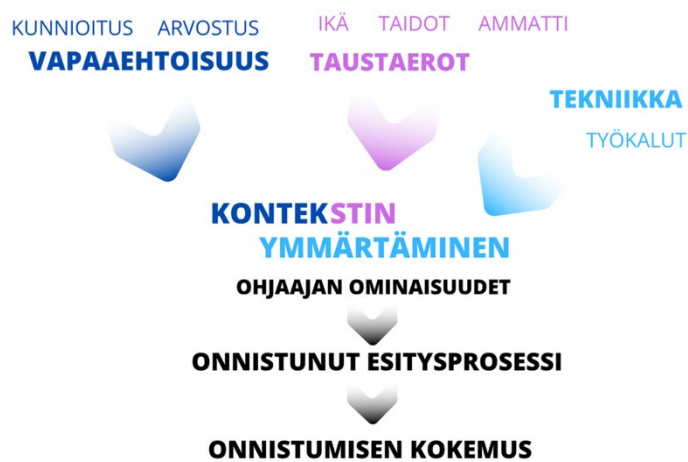 KUNNIOITUS ARVOSTUS
VAPAAEHTOISUUS
IKÄ TAIDOT AMMATTI
TAUSTAEROT
TEKNIIKKA
TYÖKALUT
KONTEKSTIN
YMMÄRTÄMINEN
OHJAAJAN OMINAISUUDET
ONNISTUNUT ESITYSPROSESSI
ONNISTUMISEN KOKEMUS